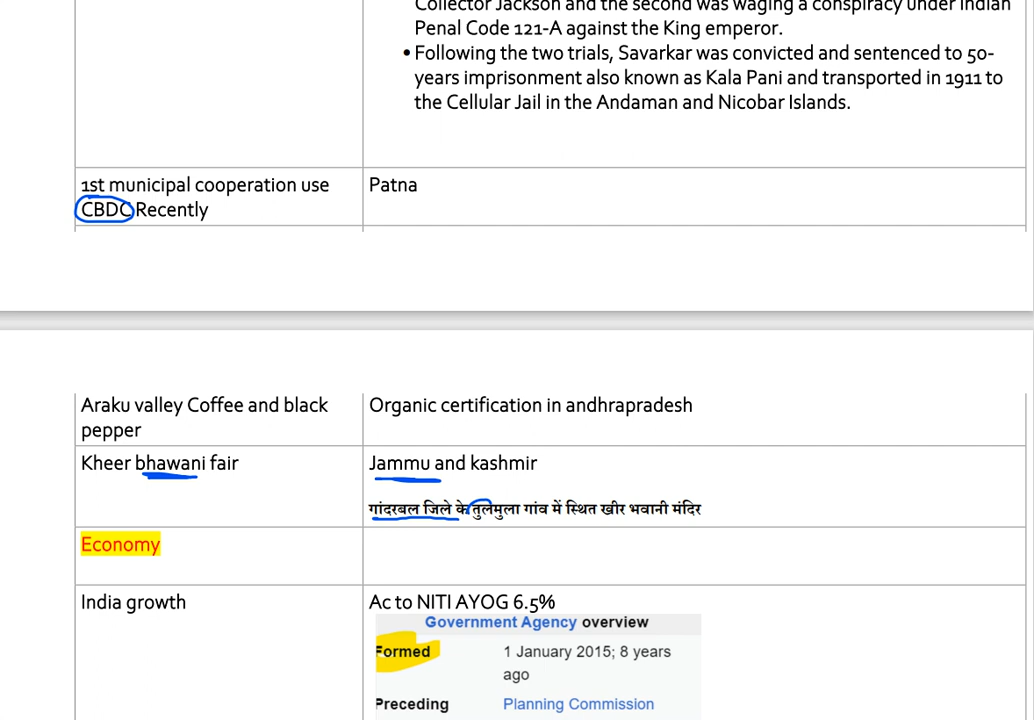 Collector Jackson and the second was waging a conspiracy under Indian
Penal Code 121-A against the King emperor.
• Following the two trials, Savarkar was convicted and sentenced to 50-
years imprisonment also known as Kala Pani and transported in 1911 to
the Cellular Jail in the Andaman and Nicobar Islands.
1st municipal cooperation use
CBDC Recently
Patna
Araku valley Coffee and black
pepper
Organic certification in andhrapradesh
Kheer bhawani fair
Jammu and kashmir
गांदरबल जिले के तुलमुला गांव में स्थित खीर भवानी मंदिर
Economy
India growth
Ac to NITI AYOG 6.5%
Government Agency overview
Formed
1 January 2015; 8 years
ago
Preceding
Planning Commission